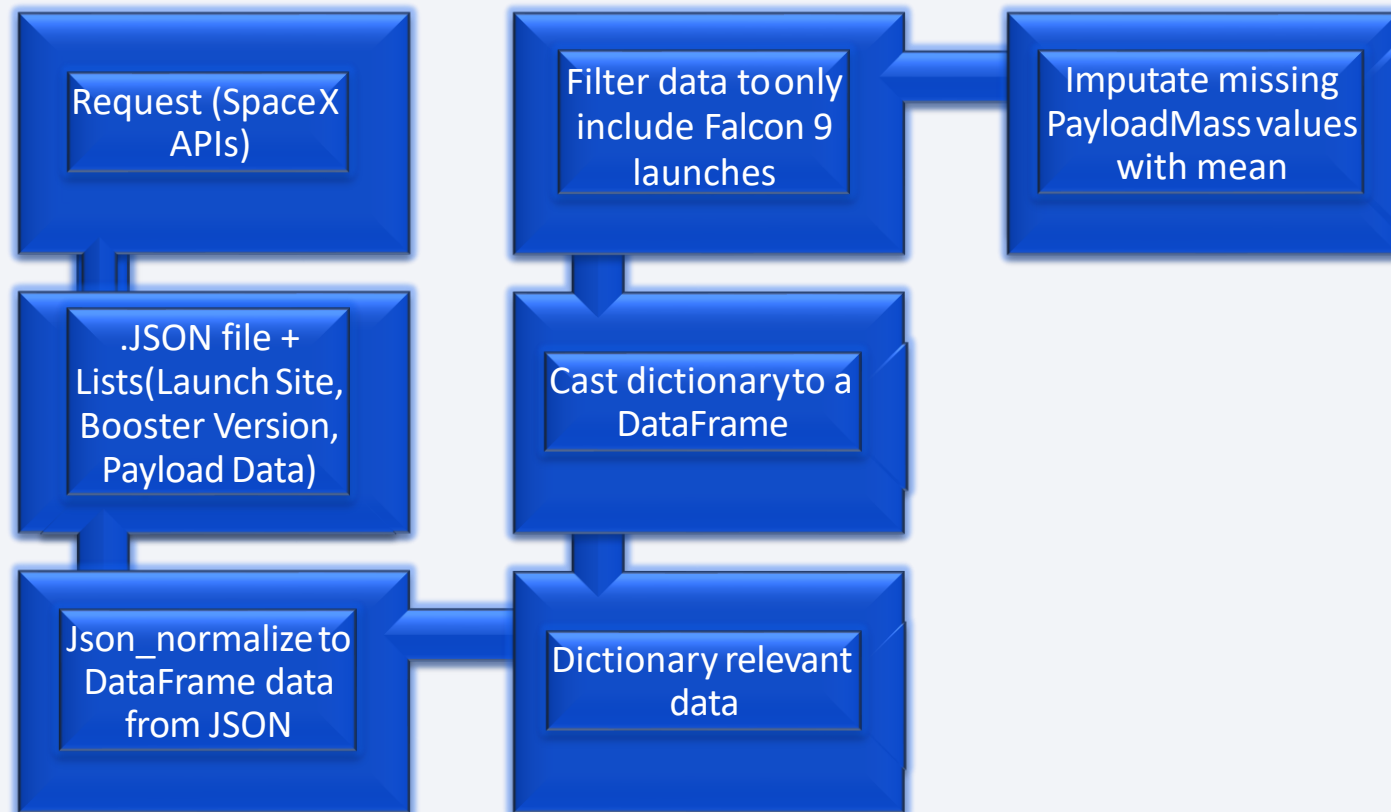 Request (SpaceX
APIs)
.JSON file +
Lists(Launch Site,
Booster Version,
Payload Data)
Json_normalize to
DataFrame data
from JSON
Dictionary relevant
data
Cast dictionary to a
DataFrame
Filter data to only
include Falcon 9
launches
Imputate missing
PayloadMass values
with mean